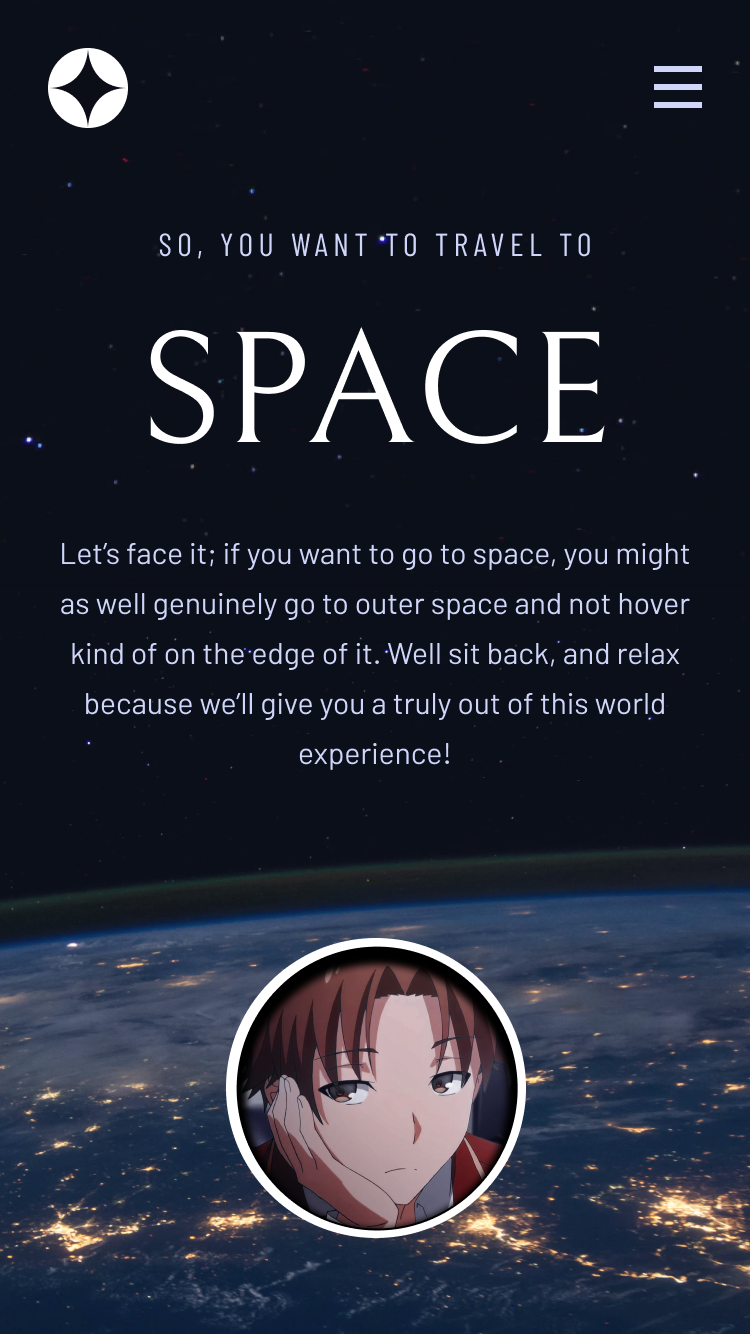 SO, YOU WANT TO TRAVEL TO
SPACE
Let’s face it; if you want to go to space, you might
as well genuinely go to outer space and not hover
kind of on the edge of it. Well sit back, and relax
because we’ll give you a truly out of this world
experience!